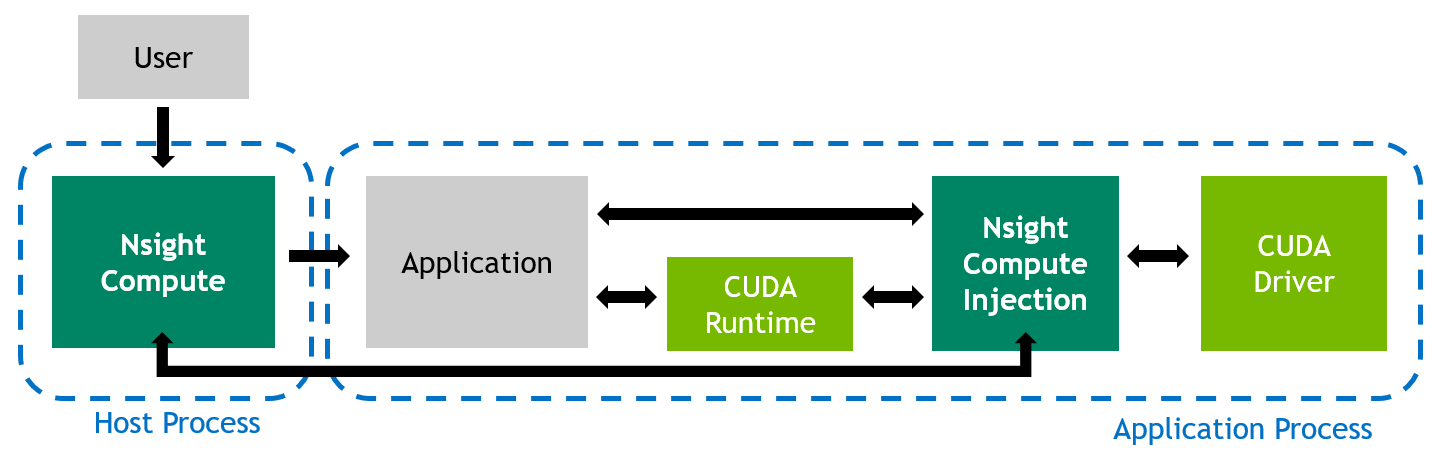 User
Nsight
Compute
Application
CUDA
Runtime
Nsight
Compute
Injection
CUDA
Driver
Host Process
Application Process